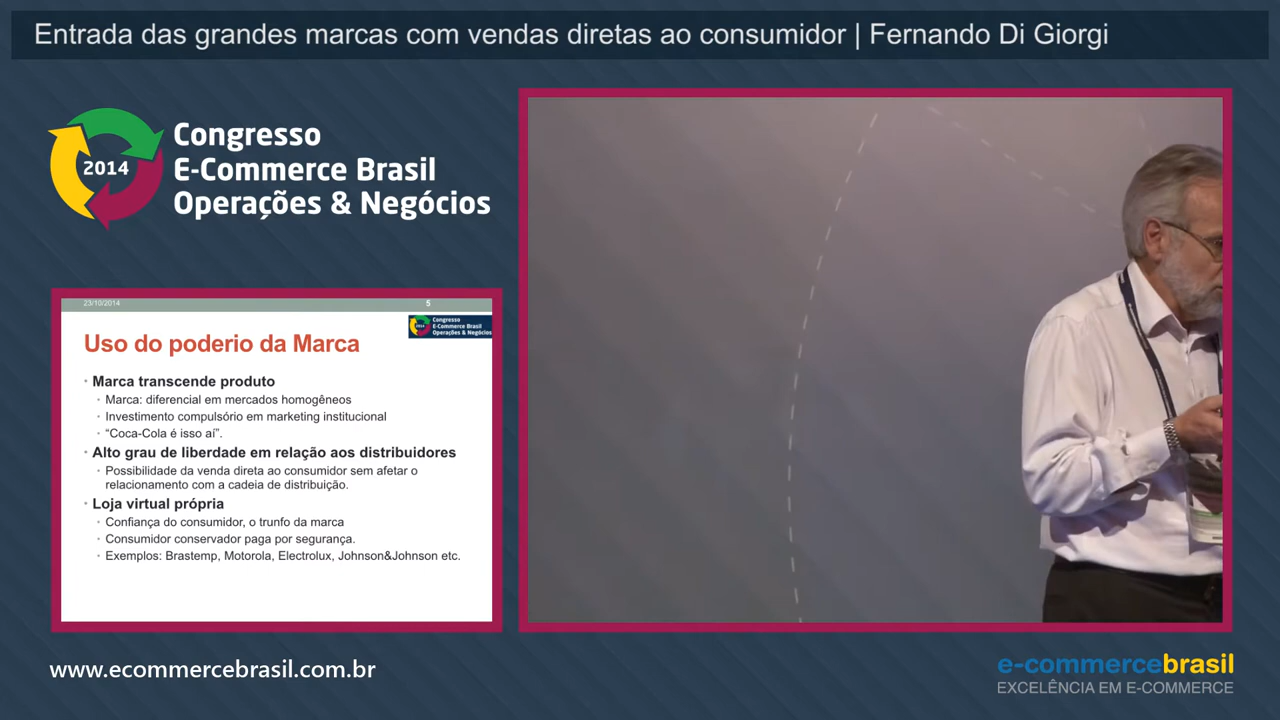 Entrada das grandes marcas com vendas diretas ao consumidor | Fernando Di Giorgi
2014
Congresso
E-Commerce Brasil
Operações & Negócios
23/10/2014
5
2014
Congresso
E-Commerce Brasil
Operações & Negócios
Uso do poderio da Marca
• Marca transcende produto
• Marca: diferencial em mercados homogêneos
• Investimento compulsório em marketing institucional
• “Coca-Cola é isso aí”.
• Alto grau de liberdade em relação aos distribuidores
• Possibilidade da venda direta ao consumidor sem afetar o
relacionamento com a cadeia de distribuição.
• Loja virtual própria
• Confiança do consumidor, o trunfo da marca
• Consumidor conservador paga por segurança.
• Exemplos: Brastemp, Motorola, Electrolux, Johnson&Johnson etc.
www.ecommercebrasil.com.br
e-commercebrasil
EXCELÊNCIA EM E-COMMERCE